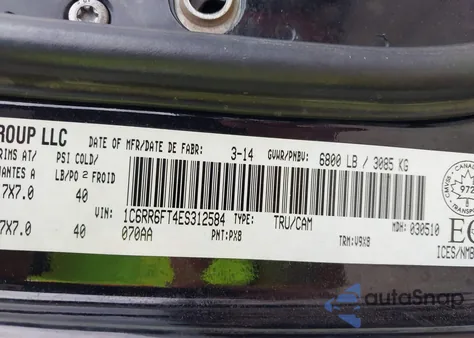 ROUP LLC DATE OF MFR/DATE DE FABR: 3-14 GVWR/PNBV: 6800 LB / 3085 KG
RIMS AT/ PSI COLD/
ANTES A LB/PO 2 FROID
7X7.0 40
VIN: 1C6RR6FT4ES312584 TYPE: TRU/CAM MDH: 030510
7X7.0 40 070AA PNT: PX8 TRM: V9X8 ICES/NMB
CANADA
autoSnap